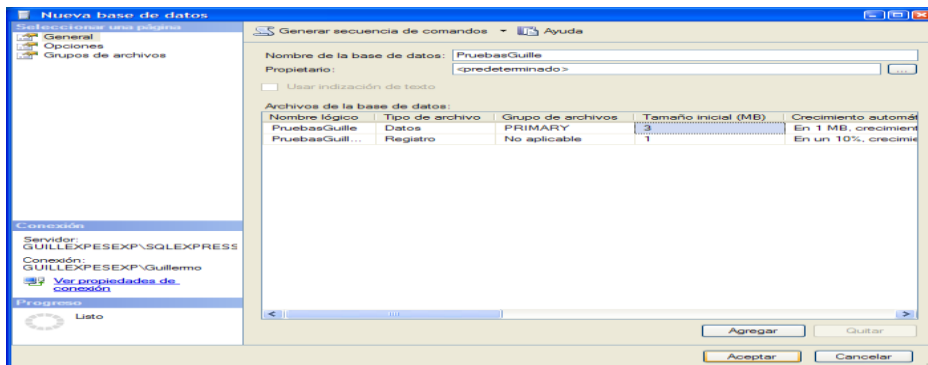 Nueva base de datos
Seleccionar una página
General
Opciones
Grupos de archivos
Generar secuencia de comandos
Ayuda
Nombre de la base de datos: PruebasGuille
Propietario: <predeterminado>
...
Usar indización de texto
Archivos de la base de datos:
Nombre lógico Tipo de archivo Grupo de archivos Tamaño inicial (MB) Crecimiento automát
PruebasGuille Datos PRIMARY 3 En 1 MB, crecimient
PruebasGuill... Registro No aplicable 1 En un 10%, crecimie
Conexión
Servidor:
GUILLEXPESEXP\SQLEXPRESS
Conexión:
GUILLEXPESEXP\Guillermo
Ver propiedades de
conexión
Progreso
Listo
Agregar Quitar
Aceptar Cancelar